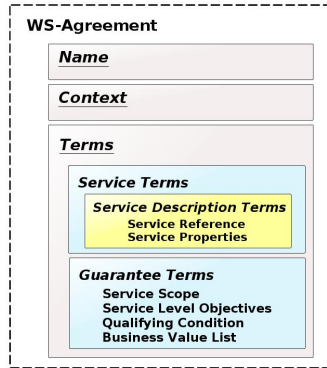 WS-Agreement
Name
Context
Terms
Service Terms
Service Description Terms
Service Reference
Service Properties
Guarantee Terms
Service Scope
Service Level Objectives
Qualifying Condition
Business Value List